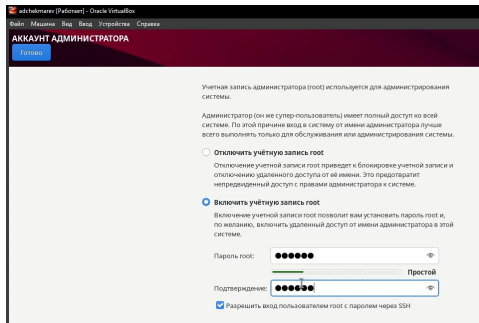 adchekmarev [Работает] - Oracle VirtualBox
Файл Машина Вид Ввод Устройства Справка
АККАУНТ АДМИНИСТРАТОРА
Готово
Учетная запись администратора (root) используется для администрирования
системы.
Администратор (он же супер-пользователь) имеет полный доступ ко всей
системе. По этой причине вход в систему от имени администратора лучше
всего выполнять только для обслуживания или администрирования системы.
Отключить учётную запись root
Отключение учетной записи root приведет к блокировке учетной записи и
отключению удаленного доступа от её имени. Это предотвратит
непредвиденный доступ с правами администратора к системе.
Включить учётную запись root
Включение учетной записи root позволит вам установить пароль root и,
по желанию, включить удаленный доступ от имени администратора в этой
системе.
Пароль root: ●●●●●●
Простой
Подтверждение: ●●●●●●
Разрешить вход пользователем root с паролем через SSH